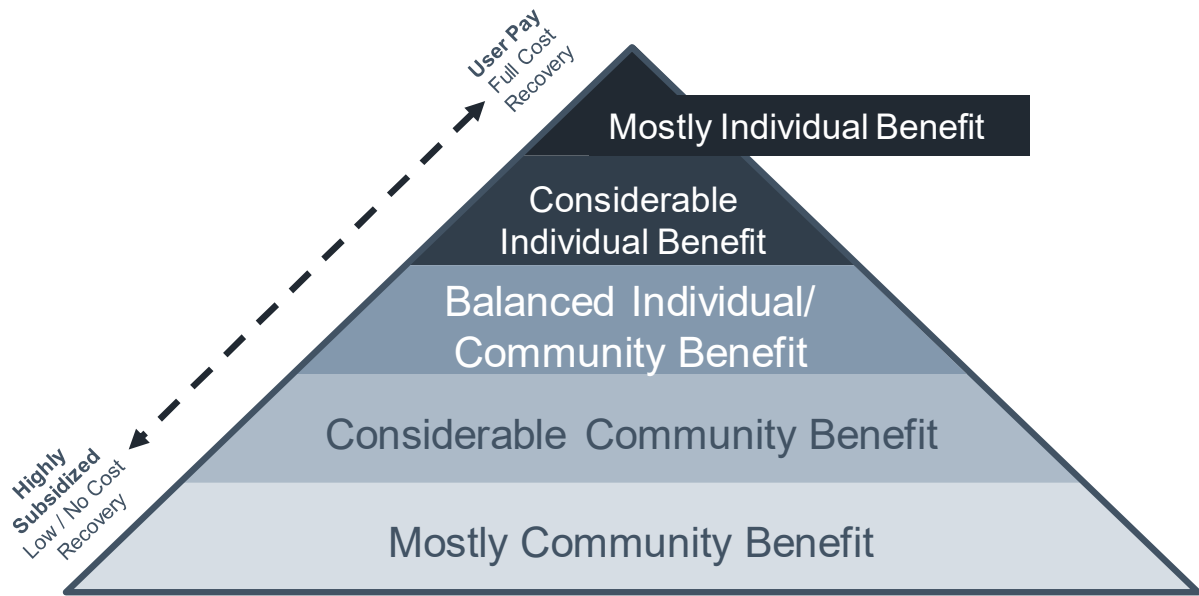 User Pay
Full Cost
Recovery
Mostly Individual Benefit
Considerable
Individual Benefit
Balanced Individual/
Community Benefit
Considerable Community Benefit
Highly
Subsidized
Low / No Cost
Recovery
Mostly Community Benefit